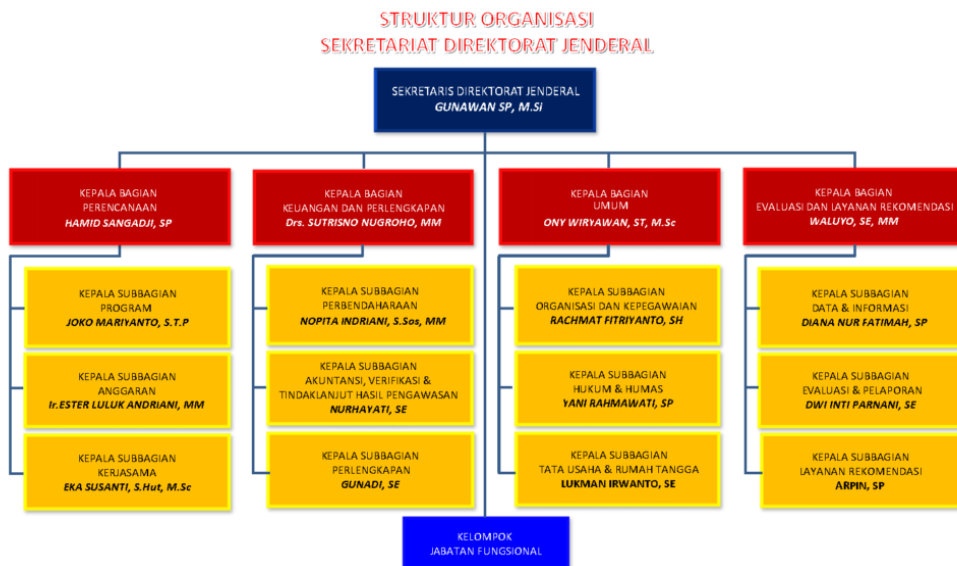 STRUKTUR ORGANISASI
SEKRETARIAT DIREKTORAT JENDERAL
SEKRETARIS DIREKTORAT JENDERAL
GUNAWAN SP, M.Si
KEPALA BAGIAN
PERENCANAAN
HAMID SANGADJI, SP
KEPALA BAGIAN
KEUANGAN DAN PERLENGKAPAN
Drs. SUTRISNO NUGROHO, MM
KEPALA BAGIAN
UMUM
ONY WIRYAWAN, ST, M.Sc
KEPALA BAGIAN
EVALUASI DAN LAYANAN REKOMENDASI
WALUYO, SE, MM
KEPALA SUBBAGIAN
PROGRAM
JOKO MARIYANTO, S.T.P
KEPALA SUBBAGIAN
PERBENDAHARAAN
NOPITA INDRIANI, S.Sos, MM
KEPALA SUBBAGIAN
ORGANISASI DAN KEPEGAWAIAN
RACHMAT FITRIYANTO, SH
KEPALA SUBBAGIAN
DATA & INFORMASI
DIANA NUR FATIMAH, SP
KEPALA SUBBAGIAN
ANGGARAN
Ir.ESTER LULUK ANDRIANI, MM
KEPALA SUBBAGIAN
AKUNTANSI, VERIFIKASI &
TINDAKLANJUT HASIL PENGAWASAN
NURHAYATI, SE
KEPALA SUBBAGIAN
HUKUM & HUMAS
YANI RAHMAWATI, SP
KEPALA SUBBAGIAN
EVALUASI & PELAPORAN
DWI INTI PARNANI, SE
KEPALA SUBBAGIAN
KERJASAMA
EKA SUSANTI, S.Hut, M.Sc
KEPALA SUBBAGIAN
PERLENGKAPAN
GUNADI, SE
KEPALA SUBBAGIAN
TATA USAHA & RUMAH TANGGA
LUKMAN IRWANTO, SE
KEPALA SUBBAGIAN
LAYANAN REKOMENDASI
ARPIN, SP
KELOMPOK
JABATAN FUNGSIONAL